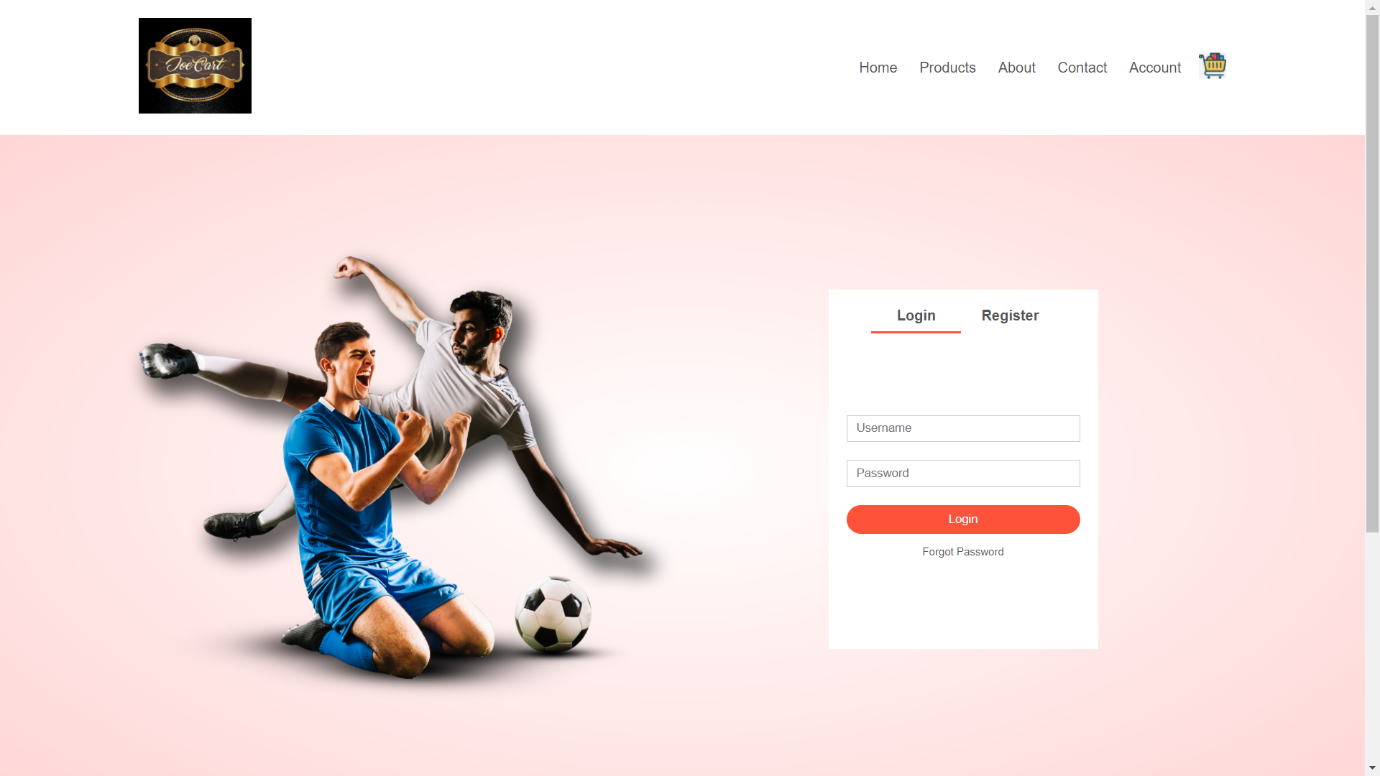 JoeCart
Home Products About Contact Account
Login Register
Username
Password
Login
Forgot Password